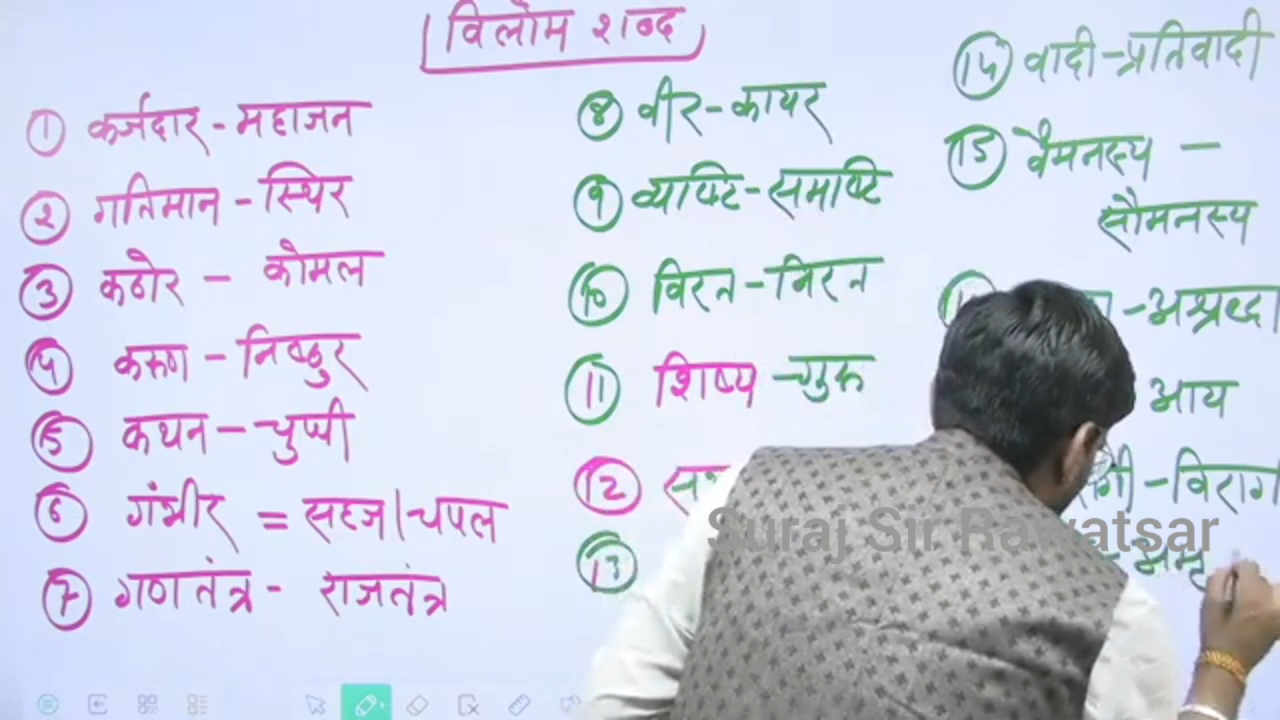 विलोम शब्द
1 कर्जदार - महाजन
2 गतिमान - स्थिर
3 कठोर - कोमल
4 करुण - निष्ठुर
5 कथन - चुप्पी
6 गंभीर = सहज/चपल
7 गणतंत्र - राजतंत्र
8 वीर - कायर
9 व्यष्टि - समष्टि
10 विरत - निरत
11 शिष्य - गुरु
12
13
14 वादी - प्रतिवादी
15 वैमनस्य -
सौमनस्य
- अश्रद्धा
आय
- विराग
Suraj Sir Rawatsar